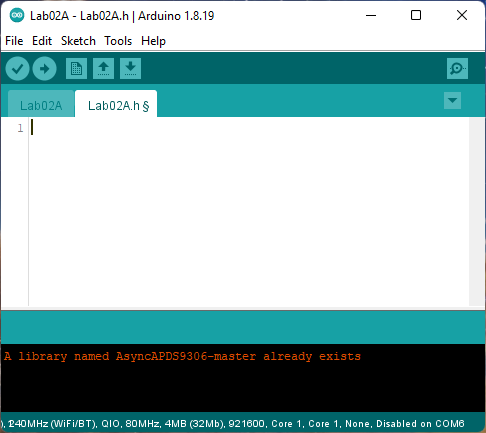 Lab02A - Lab02A.h | Arduino 1.8.19
File Edit Sketch Tools Help
Lab02A Lab02A.h §
1
A library named AsyncAPDS9306-master already exists
), 240MHz (WiFi/BT), QIO, 80MHz, 4MB (32Mb), 921600, Core 1, Core 1, None, Disabled on COM6